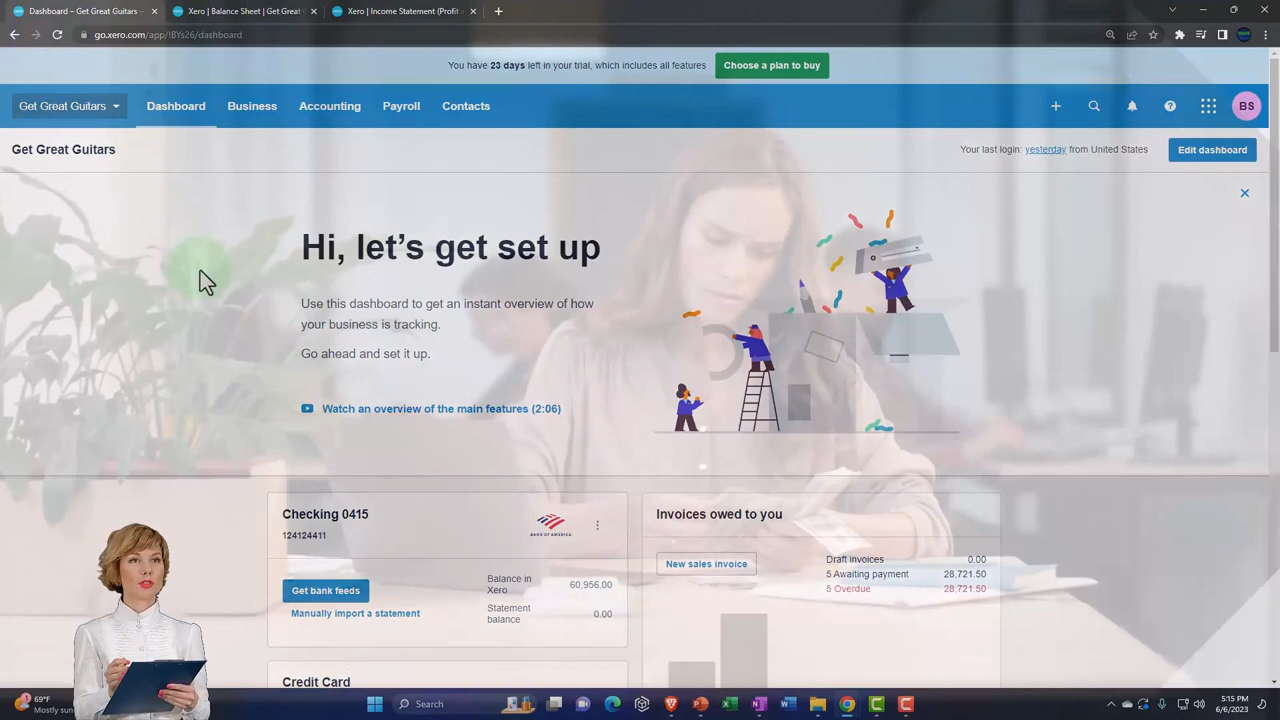 Dashboard – Get Great Guitars –
Xero | Balance Sheet | Get Great
Xero | Income Statement (Profit
go.xero.com/app/!BYs26/dashboard
You have 23 days left in your trial, which includes all features
Choose a plan to buy
Get Great Guitars
Dashboard
Business
Accounting
Payroll
Contacts
BS
Get Great Guitars
Your last login: yesterday from United States
Edit dashboard
Hi, let's get set up
Use this dashboard to get an instant overview of how
your business is tracking.
Go ahead and set it up.
Watch an overview of the main features (2:06)
Checking 0415
124124411
BANK OF AMERICA
Get bank feeds
Manually import a statement
Balance in
Xero
60,956.00
Statement
balance
0.00
Invoices owed to you
New sales invoice
Draft invoices 0.00
5 Awaiting payment 28,721.50
5 Overdue 28,721.50
Credit Card
69°F
Mostly sun
Search
5:15 PM
6/6/2023